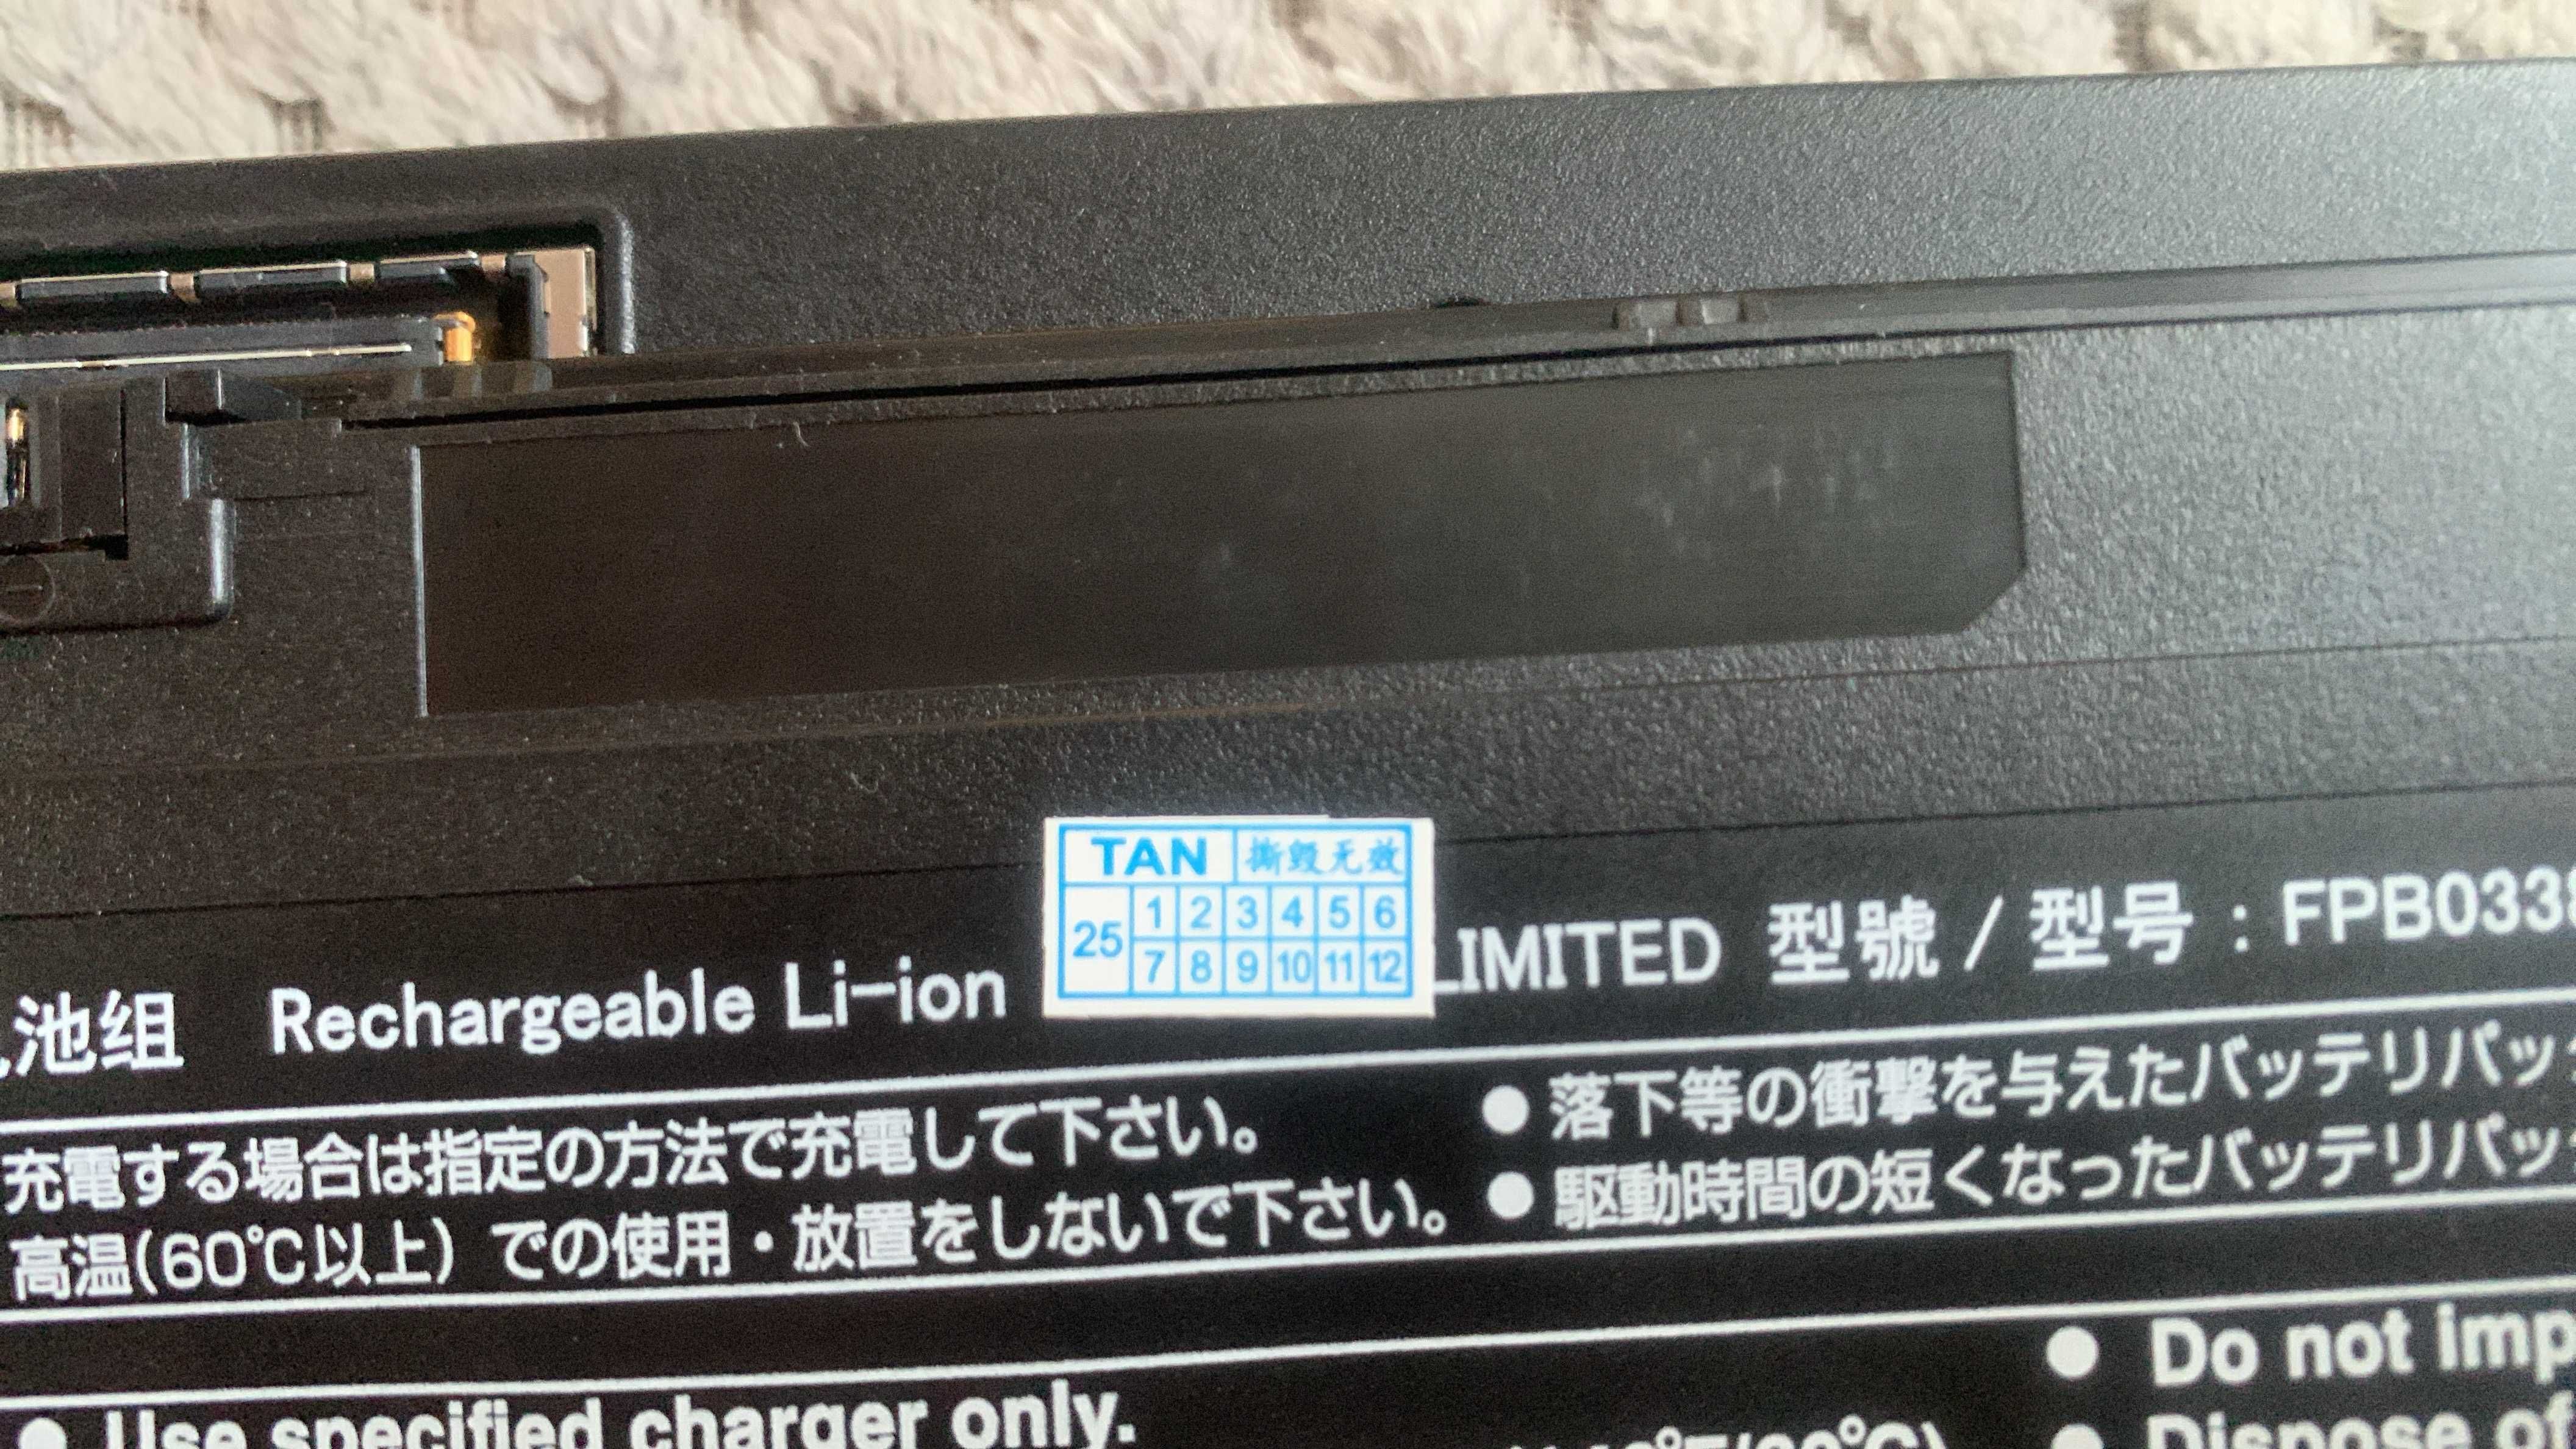 TAN 撕毁无效
25 1 2 3 4 5 6
7 8 9 10 11 12
池组 Rechargeable Li-ion LIMITED 型號 / 型号 : FPB033
充電する場合は指定の方法で充電して下さい。 ● 落下等の衝撃を与えたバッテリパッ
高温(60℃以上) での使用・放置をしないで下さい。 ● 駆動時間の短くなったバッテリパッ
● Do not imp
● Use specified charger only. ● Dispose of